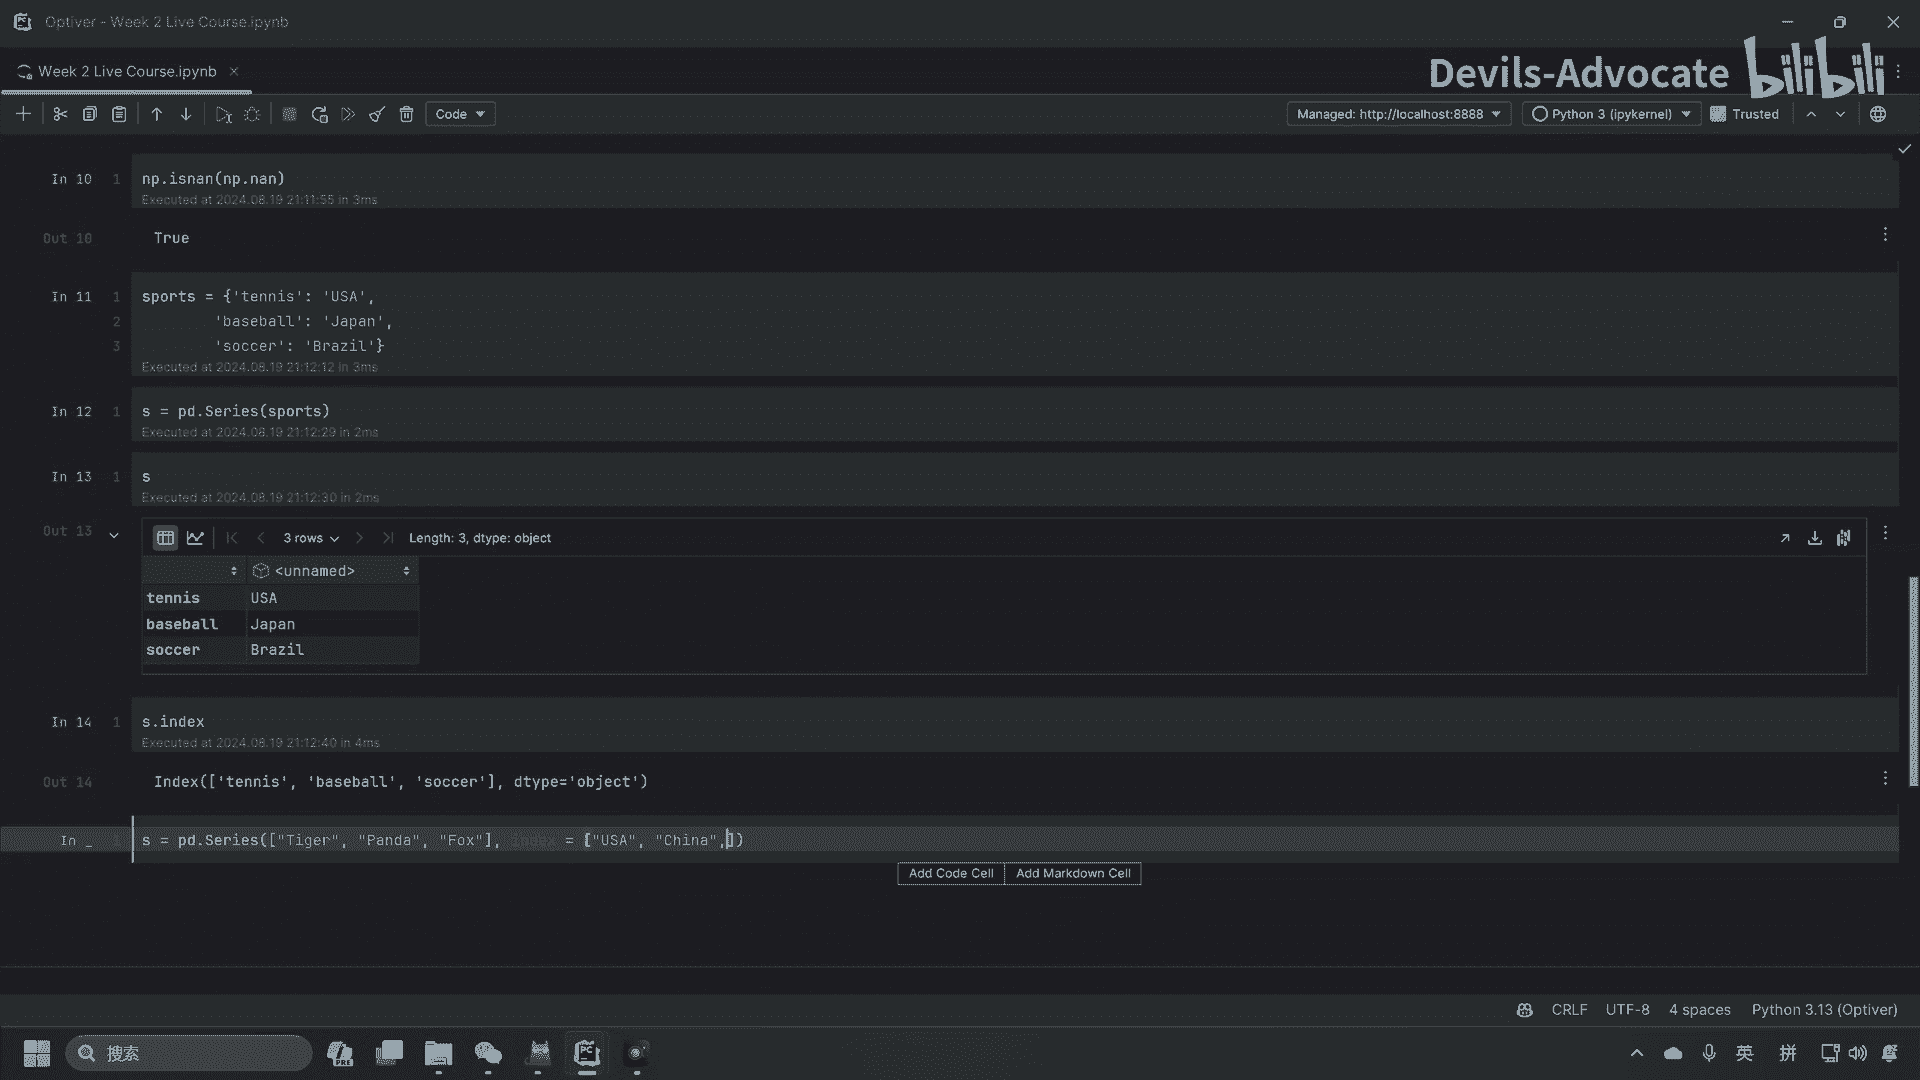 Optiver - Week 2 Live Course.ipynb
Week 2 Live Course.ipynb
Devils-Advocate bilibili
Code
Managed: http://localhost:8888
Python 3 (ipykernel)
Trusted
In 10 1 np.isnan(np.nan)
Executed at 2024.08.19 21:11:55 in 3ms
Out 10 True
In 11 1 sports = {'tennis': 'USA',
2 'baseball': 'Japan',
3 'soccer': 'Brazil'}
Executed at 2024.08.19 21:12:12 in 3ms
In 12 1 s = pd.Series(sports)
Executed at 2024.08.19 21:12:29 in 2ms
In 13 1 s
Executed at 2024.08.19 21:12:30 in 2ms
Out 13 3 rows Length: 3, dtype: object
<unnamed>
tennis USA
baseball Japan
soccer Brazil
In 14 1 s.index
Executed at 2024.08.19 21:12:40 in 4ms
Out 14 Index(['tennis', 'baseball', 'soccer'], dtype='object')
In _ 1 s = pd.Series(["Tiger", "Panda", "Fox"], index = ["USA", "China",])
Add Code Cell Add Markdown Cell
CRLF UTF-8 4 spaces Python 3.13 (Optiver)
搜索 PRE PC 英 拼